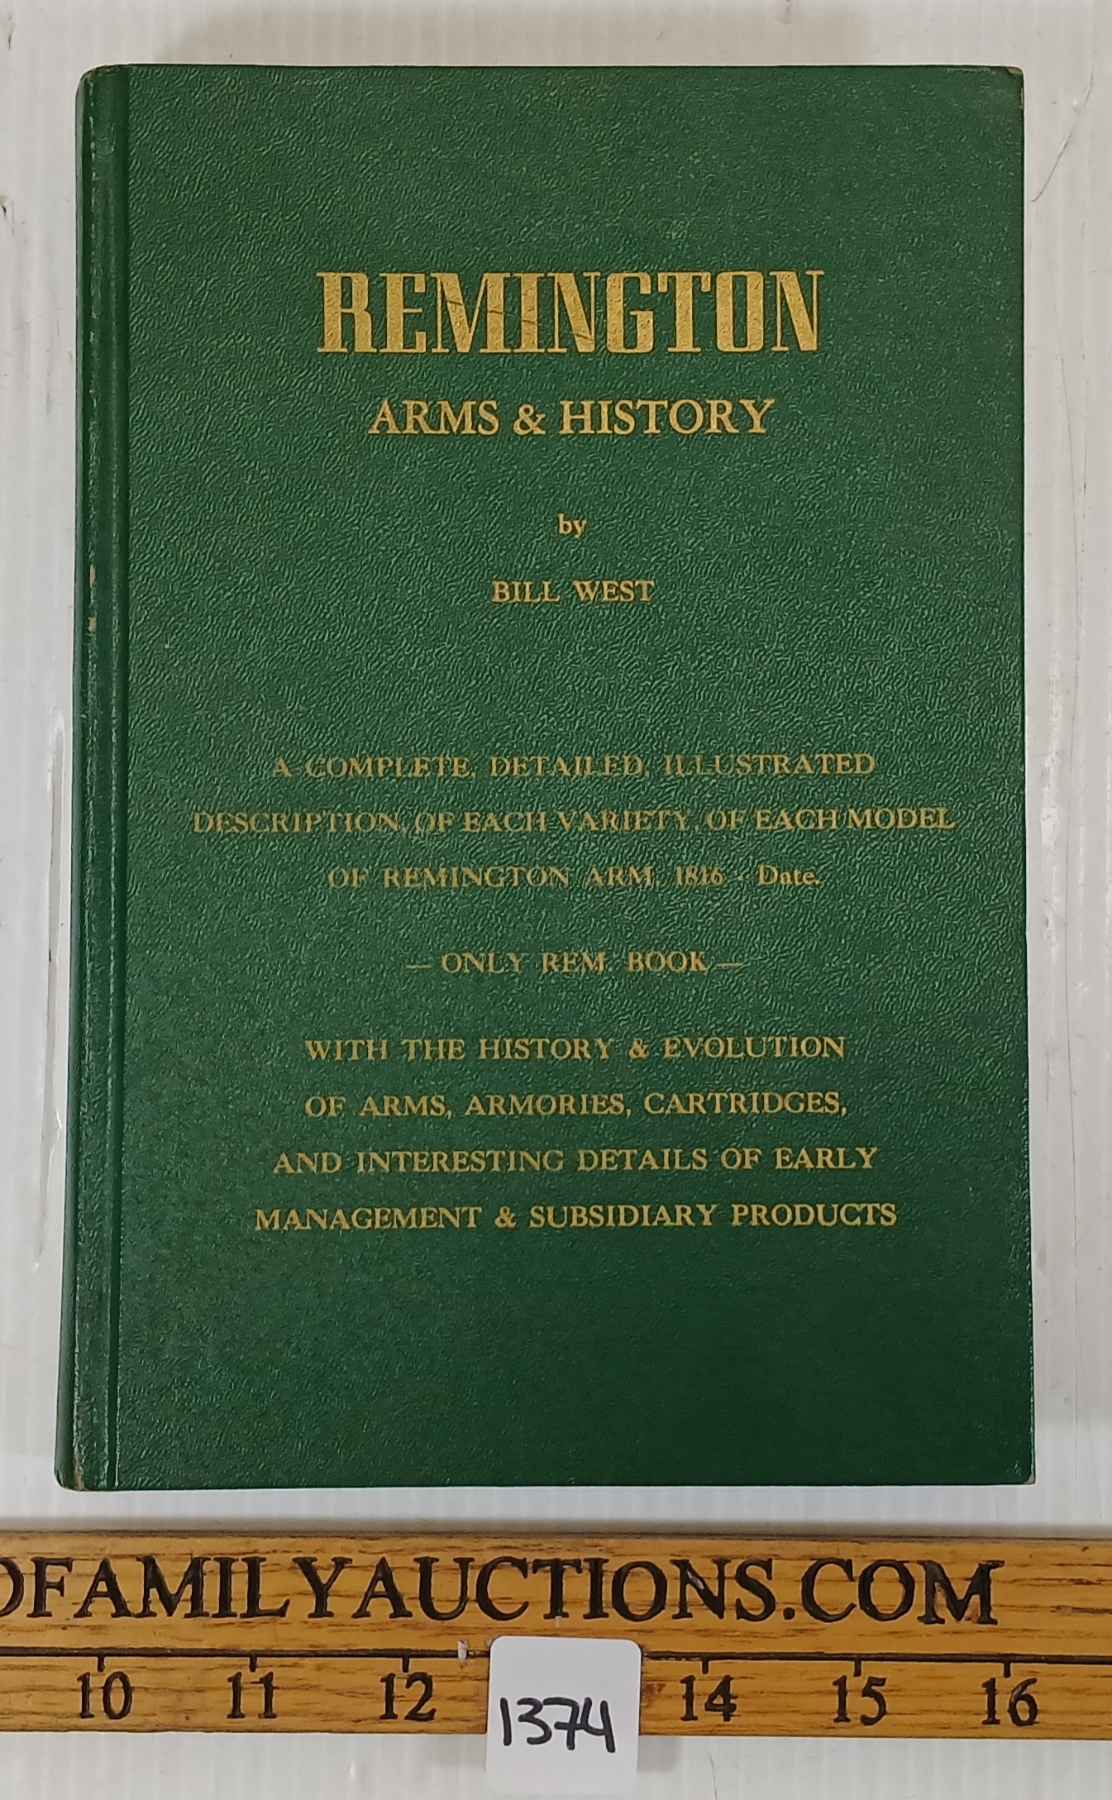 REMINGTON
ARMS & HISTORY
by
BILL WEST
A COMPLETE, DETAILED, ILLUSTRATED
DESCRIPTION, OF EACH VARIETY, OF EACH MODEL
OF REMINGTON ARM, 1816 - Date.
— ONLY REM. BOOK —
WITH THE HISTORY & EVOLUTION
OF ARMS, ARMORIES, CARTRIDGES,
AND INTERESTING DETAILS OF EARLY
MANAGEMENT & SUBSIDIARY PRODUCTS
DFAMILYAUCTIONS.COM
10 11 12 14 15 16
1374